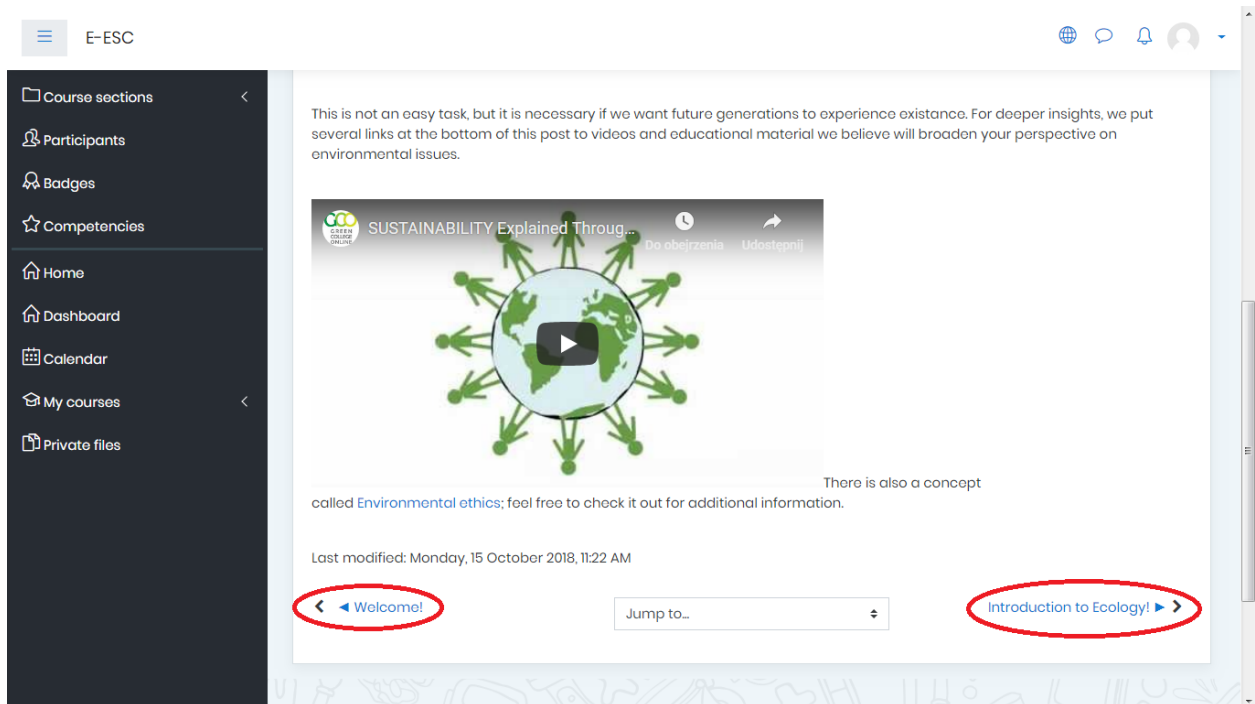 E-ESC
Course sections
Participants
Badges
Competencies
Home
Dashboard
Calendar
My courses
Private files
This is not an easy task, but it is necessary if we want future generations to experience existance. For deeper insights, we put
several links at the bottom of this post to videos and educational material we believe will broaden your perspective on
environmental issues.
GCO
GREEN
COLLEGE
ONLINE
SUSTAINABILITY Explained Throug...
Do obejrzenia
Udostępnij
There is also a concept
called Environmental ethics; feel free to check it out for additional information.
Last modified: Monday, 15 October 2018, 11:22 AM
◄ Welcome!
Jump to...
Introduction to Ecology! ►